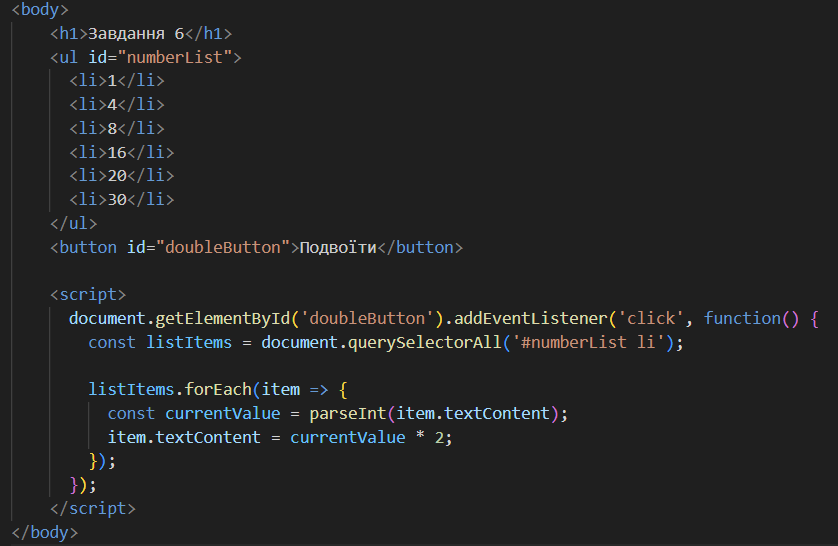 <body>
<h1>Завдання 6</h1>
<ul id="numberList">
<li>1</li>
<li>4</li>
<li>8</li>
<li>16</li>
<li>20</li>
<li>30</li>
</ul>
<button id="doubleButton">Подвоїти</button>
<script>
document.getElementById('doubleButton').addEventListener('click', function() {
const listItems = document.querySelectorAll('#numberList li');
listItems.forEach(item => {
const currentValue = parseInt(item.textContent);
item.textContent = currentValue * 2;
});
});
</script>
</body>